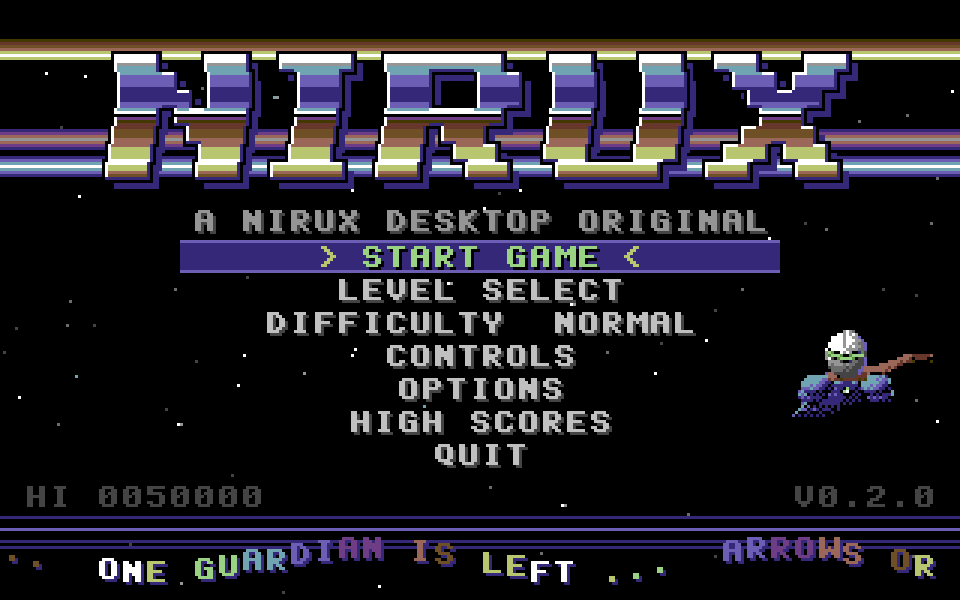 NIRUX
A NIRUX DESKTOP ORIGINAL
> START GAME <
LEVEL SELECT
DIFFICULTY NORMAL
CONTROLS
OPTIONS
HIGH SCORES
QUIT
HI 0050000 V0.2.0
.. ONE GUARDIAN IS LEFT ... ARROWS OR